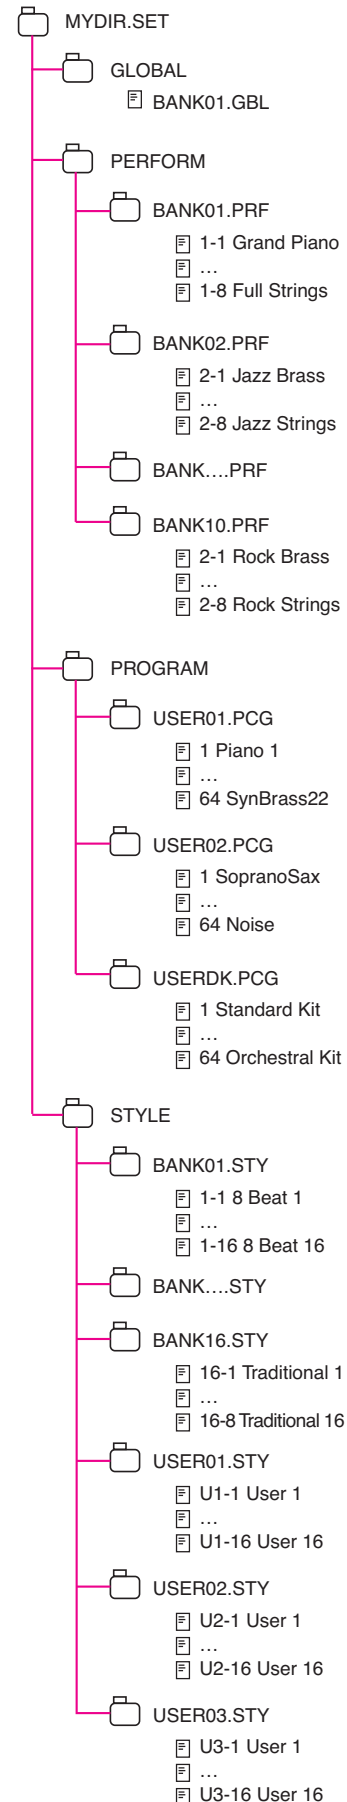 MYDIR.SET
GLOBAL
BANK01.GBL
PERFORM
BANK01.PRF
1-1 Grand Piano
…
1-8 Full Strings
BANK02.PRF
2-1 Jazz Brass
…
2-8 Jazz Strings
BANK….PRF
BANK10.PRF
2-1 Rock Brass
…
2-8 Rock Strings
PROGRAM
USER01.PCG
1 Piano 1
…
64 SynBrass22
USER02.PCG
1 SopranoSax
…
64 Noise
USERDK.PCG
1 Standard Kit
…
64 Orchestral Kit
STYLE
BANK01.STY
1-1 8 Beat 1
…
1-16 8 Beat 16
BANK….STY
BANK16.STY
16-1 Traditional 1
…
16-8 Traditional 16
USER01.STY
U1-1 User 1
…
U1-16 User 16
USER02.STY
U2-1 User 1
…
U2-16 User 16
USER03.STY
U3-1 User 1
…
U3-16 User 16